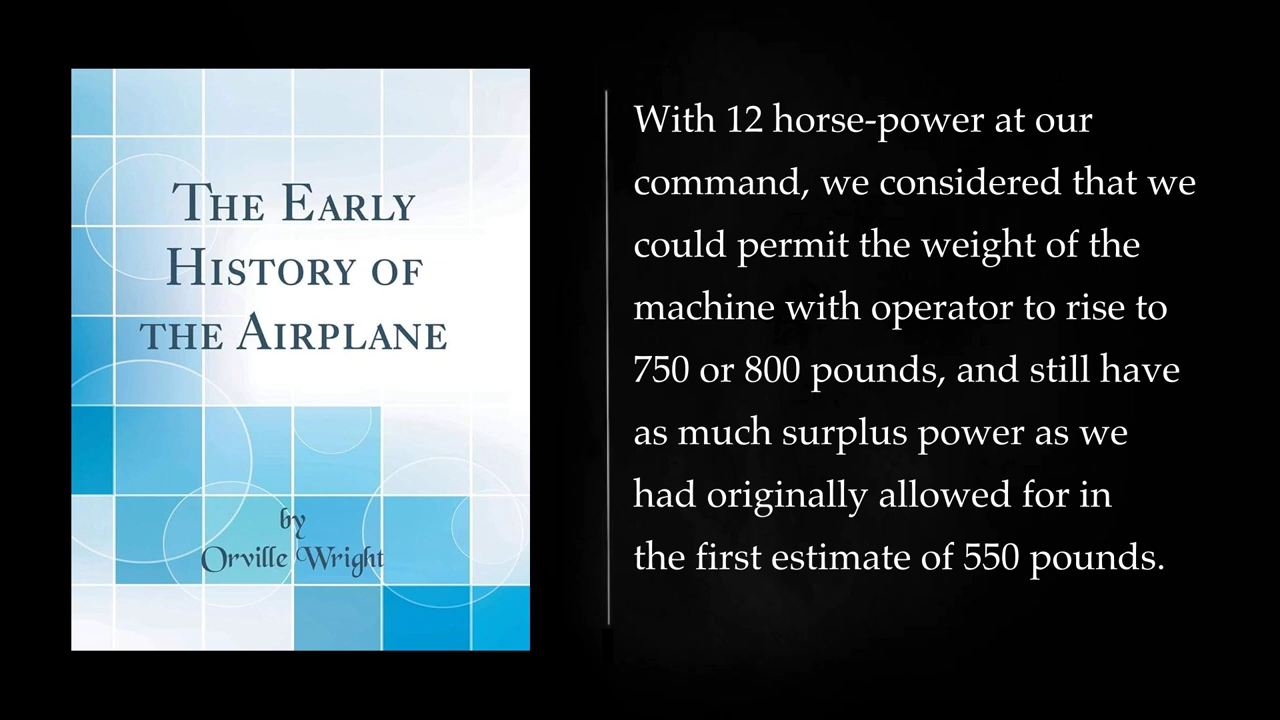 The Early
History of
the Airplane
by
Orville Wright
With 12 horse-power at our
command, we considered that we
could permit the weight of the
machine with operator to rise to
750 or 800 pounds, and still have
as much surplus power as we
had originally allowed for in
the first estimate of 550 pounds.